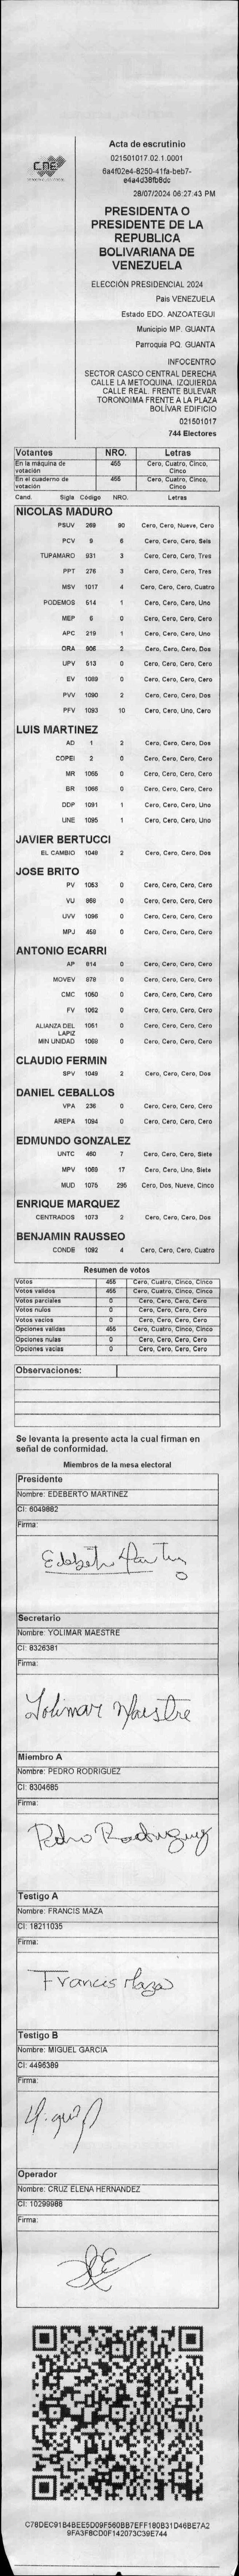 CNE
Acta de escrutinio
021501017.02.1.0001
6a4f02e4-8250-41fa-beb7-
e4a4d38fb8dc
28/07/2024 06:27:43 PM
PRESIDENTA O
PRESIDENTE DE LA
REPUBLICA
BOLIVARIANA DE
VENEZUELA
ELECCIÓN PRESIDENCIAL 2024
Pais VENEZUELA
Estado EDO. ANZOATEGUI
Municipio MP. GUANTA
Parroquia PQ. GUANTA
INFOCENTRO
SECTOR CASCO CENTRAL DERECHA
CALLE LA METOQUINA. IZQUIERDA
CALLE REAL. FRENTE BULEVAR
TORONOIMA FRENTE A LA PLAZA
BOLÍVAR EDIFICIO
021501017
744 Electores
Votantes NRO. Letras
En la máquina de votación 455 Cero, Cuatro, Cinco, Cinco
En el cuaderno de votación 455 Cero, Cuatro, Cinco, Cinco
Cand. Sigla Código NRO. Letras
NICOLAS MADURO
PSUV 269 90 Cero, Cero, Nueve, Cero
PCV 9 6 Cero, Cero, Cero, Seis
TUPAMARO 931 3 Cero, Cero, Cero, Tres
PPT 276 3 Cero, Cero, Cero, Tres
MSV 1017 4 Cero, Cero, Cero, Cuatro
PODEMOS 514 1 Cero, Cero, Cero, Uno
MEP 6 0 Cero, Cero, Cero, Cero
APC 219 1 Cero, Cero, Cero, Uno
ORA 906 2 Cero, Cero, Cero, Dos
UPV 513 0 Cero, Cero, Cero, Cero
EV 1089 0 Cero, Cero, Cero, Cero
PVV 1090 2 Cero, Cero, Cero, Dos
PFV 1093 10 Cero, Cero, Uno, Cero
LUIS MARTINEZ
AD 1 2 Cero, Cero, Cero, Dos
COPEI 2 0 Cero, Cero, Cero, Cero
MR 1065 0 Cero, Cero, Cero, Cero
BR 1066 0 Cero, Cero, Cero, Cero
DDP 1091 1 Cero, Cero, Cero, Uno
UNE 1095 1 Cero, Cero, Cero, Uno
JAVIER BERTUCCI
EL CAMBIO 1048 2 Cero, Cero, Cero, Dos
JOSE BRITO
PV 1053 0 Cero, Cero, Cero, Cero
VU 968 0 Cero, Cero, Cero, Cero
UVV 1096 0 Cero, Cero, Cero, Cero
MPJ 458 0 Cero, Cero, Cero, Cero
ANTONIO ECARRI
AP 914 0 Cero, Cero, Cero, Cero
MOVEV 878 0 Cero, Cero, Cero, Cero
CMC 1050 0 Cero, Cero, Cero, Cero
FV 1052 0 Cero, Cero, Cero, Cero
ALIANZA DEL LAPIZ 1051 0 Cero, Cero, Cero, Cero
MIN UNIDAD 1069 0 Cero, Cero, Cero, Cero
CLAUDIO FERMIN
SPV 1049 2 Cero, Cero, Cero, Dos
DANIEL CEBALLOS
VPA 236 0 Cero, Cero, Cero, Cero
AREPA 1094 0 Cero, Cero, Cero, Cero
EDMUNDO GONZALEZ
UNTC 460 7 Cero, Cero, Cero, Siete
MPV 1069 17 Cero, Cero, Uno, Siete
MUD 1075 295 Cero, Dos, Nueve, Cinco
ENRIQUE MARQUEZ
CENTRADOS 1073 2 Cero, Cero, Cero, Dos
BENJAMIN RAUSSEO
CONDE 1092 4 Cero, Cero, Cero, Cuatro
Resumen de votos
Votos 455 Cero, Cuatro, Cinco, Cinco
Votos validos 455 Cero, Cuatro, Cinco, Cinco
Votos parciales 0 Cero, Cero, Cero, Cero
Votos nulos 0 Cero, Cero, Cero, Cero
Votos vacios 0 Cero, Cero, Cero, Cero
Opciones validas 455 Cero, Cuatro, Cinco, Cinco
Opciones nulas 0 Cero, Cero, Cero, Cero
Opciones vacias 0 Cero, Cero, Cero, Cero
Observaciones:
Se levanta la presente acta la cual firman en
señal de conformidad.
Miembros de la mesa electoral
Presidente
Nombre: EDEBERTO MARTINEZ
CI: 6049882
Firma:
Secretario
Nombre: YOLIMAR MAESTRE
CI: 8326381
Firma:
Yolimar Maestre
Miembro A
Nombre: PEDRO RODRIGUEZ
CI: 8304685
Firma:
Pedro Rodriguez
Testigo A
Nombre: FRANCIS MAZA
CI: 18211035
Firma:
Francis Maza
Testigo B
Nombre: MIGUEL GARCIA
CI: 4496389
Firma:
Operador
Nombre: CRUZ ELENA HERNANDEZ
CI: 10299988
Firma:
C78DEC91B4BEE5D09F560BB7EFF180B31D46BE7A2
9FA3F8CD0F142073C39E744